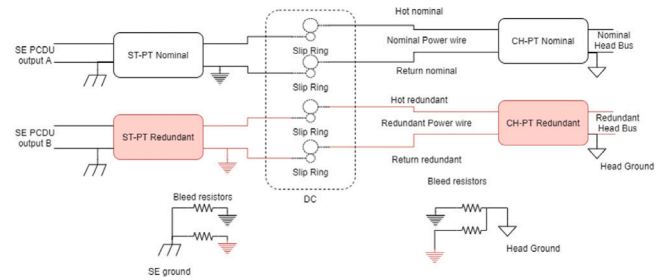 Hot nominal
SE PCDU
output A
ST-PT Nominal
Slip Ring
Nominal Power wire
CH-PT Nominal
Nominal
Head Bus
Slip Ring
Return nominal
SE PCDU
output B
ST-PT Redundant
Slip Ring
Hot redundant
Redundant Power wire
CH-PT Redundant
Redundant
Head Bus
Slip Ring
Return redundant
Head Ground
DC
Bleed resistors
SE ground
Bleed resistors
Head Ground